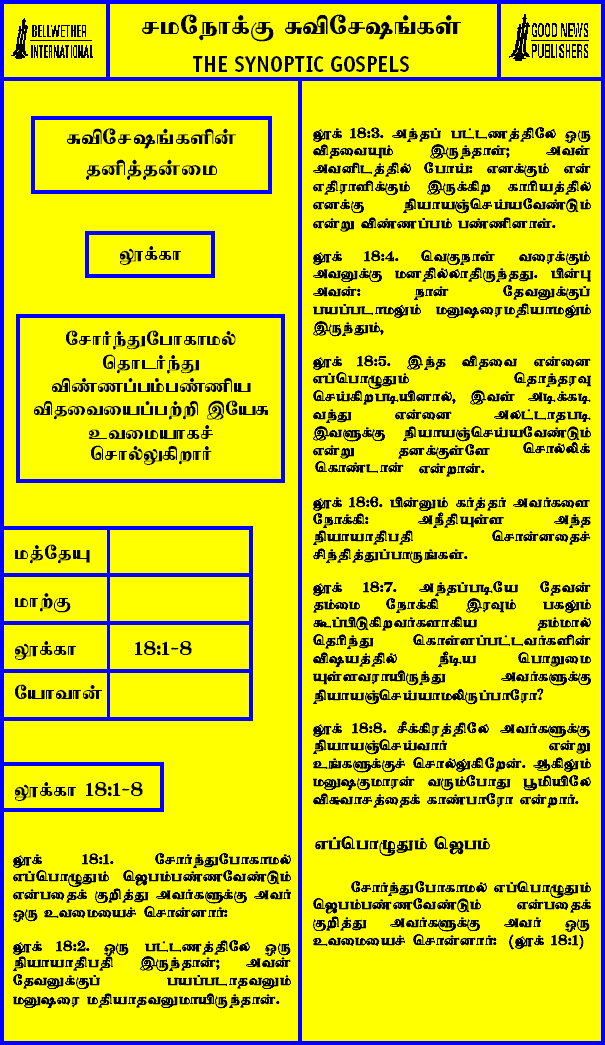 BELLWETHER
INTERNATIONAL
சமநோக்கு சுவிசேஷங்கள்
THE SYNOPTIC GOSPELS
GOOD NEWS
PUBLISHERS
சுவிசேஷங்களின்
தனித்தன்மை
லூக்கா
சோர்ந்துபோகாமல்
தொடர்ந்து
விண்ணப்பம்பண்ணிய
விதவையைப்பற்றி இயேசு
உவமையாகச்
சொல்லுகிறார்
மத்தேயு
மாற்கு
லூக்கா 18:1-8
யோவான்
லூக்கா 18:1-8
லூக் 18:1. சோர்ந்துபோகாமல்
எப்பொழுதும் ஜெபம்பண்ணவேண்டும்
என்பதைக் குறித்து அவர்களுக்கு அவர்
ஒரு உவமையைச் சொன்னார்:
லூக் 18:2. ஒரு பட்டணத்திலே ஒரு
நியாயாதிபதி இருந்தான்; அவன்
தேவனுக்குப் பயப்படாதவனும்
மனுஷரை மதியாதவனுமாயிருந்தான்.
லூக் 18:3. அந்தப் பட்டணத்திலே ஒரு
விதவையும் இருந்தாள்; அவள்
அவனிடத்தில் போய்: எனக்கும் என்
எதிராளிக்கும் இருக்கிற காரியத்தில்
எனக்கு நியாயஞ்செய்யவேண்டும்
என்று விண்ணப்பம் பண்ணினாள்.
லூக் 18:4. வெகுநாள் வரைக்கும்
அவனுக்கு மனதில்லாதிருந்தது. பின்பு
அவன்: நான் தேவனுக்குப்
பயப்படாமலும் மனுஷரைமதியாமலும்
இருந்தும்,
லூக் 18:5. இந்த விதவை என்னை
எப்பொழுதும் தொந்தரவு
செய்கிறபடியினால், இவள் அடிக்கடி
வந்து என்னை அலட்டாதபடி
இவளுக்கு நியாயஞ்செய்யவேண்டும்
என்று தனக்குள்ளே சொல்லிக்
கொண்டான் என்றான்.
லூக் 18:6. பின்னும் கர்த்தர் அவர்களை
நோக்கி: அநீதியுள்ள அந்த
நியாயாதிபதி சொன்னதைச்
சிந்தித்துப்பாருங்கள்.
லூக் 18:7. அந்தப்படியே தேவன்
தம்மை நோக்கி இரவும் பகலும்
கூப்பிடுகிறவர்களாகிய தம்மால்
தெரிந்து கொள்ளப்பட்டவர்களின்
விஷயத்தில் நீடிய பொறுமை
யுள்ளவராயிருந்து அவர்களுக்கு
நியாயஞ்செய்யாமலிருப்பாரோ?
லூக் 18:8. சீக்கிரத்திலே அவர்களுக்கு
நியாயஞ்செய்வார் என்று
உங்களுக்குச் சொல்லுகிறேன். ஆகிலும்
மனுஷகுமாரன் வரும்போது பூமியிலே
விசுவாசத்தைக் காண்பாரோ என்றார்.
எப்பொழுதும் ஜெபம்
சோர்ந்துபோகாமல் எப்பொழுதும்
ஜெபம்பண்ணவேண்டும் என்பதைக்
குறித்து அவர்களுக்கு அவர் ஒரு
உவமையைச் சொன்னார்: (லூக் 18:1)